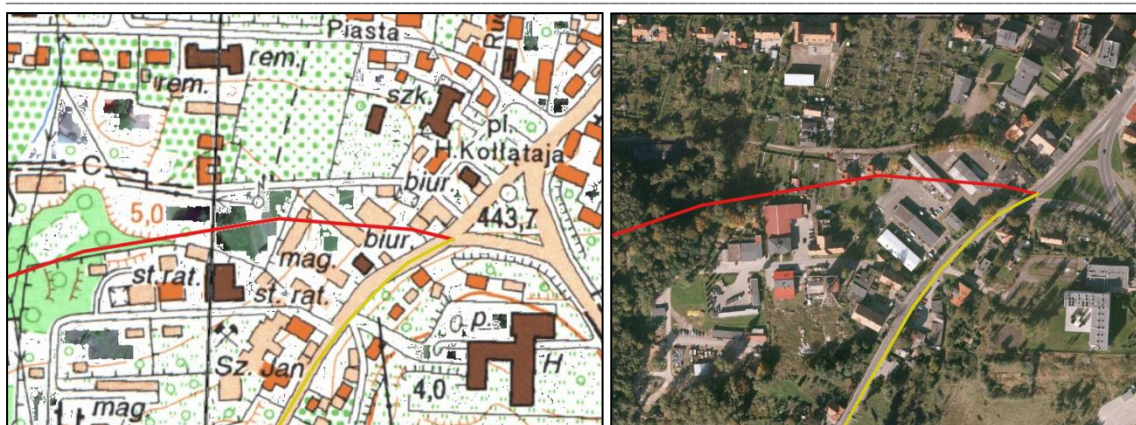 Piasta
rem.
rem.
szk.
pl.
H.Kołłątaja
C
biur.
5,0
443,7
biur.
mag.
st.rat.
st. rat.
p.
Sz. Jan
H
4,0
mag.